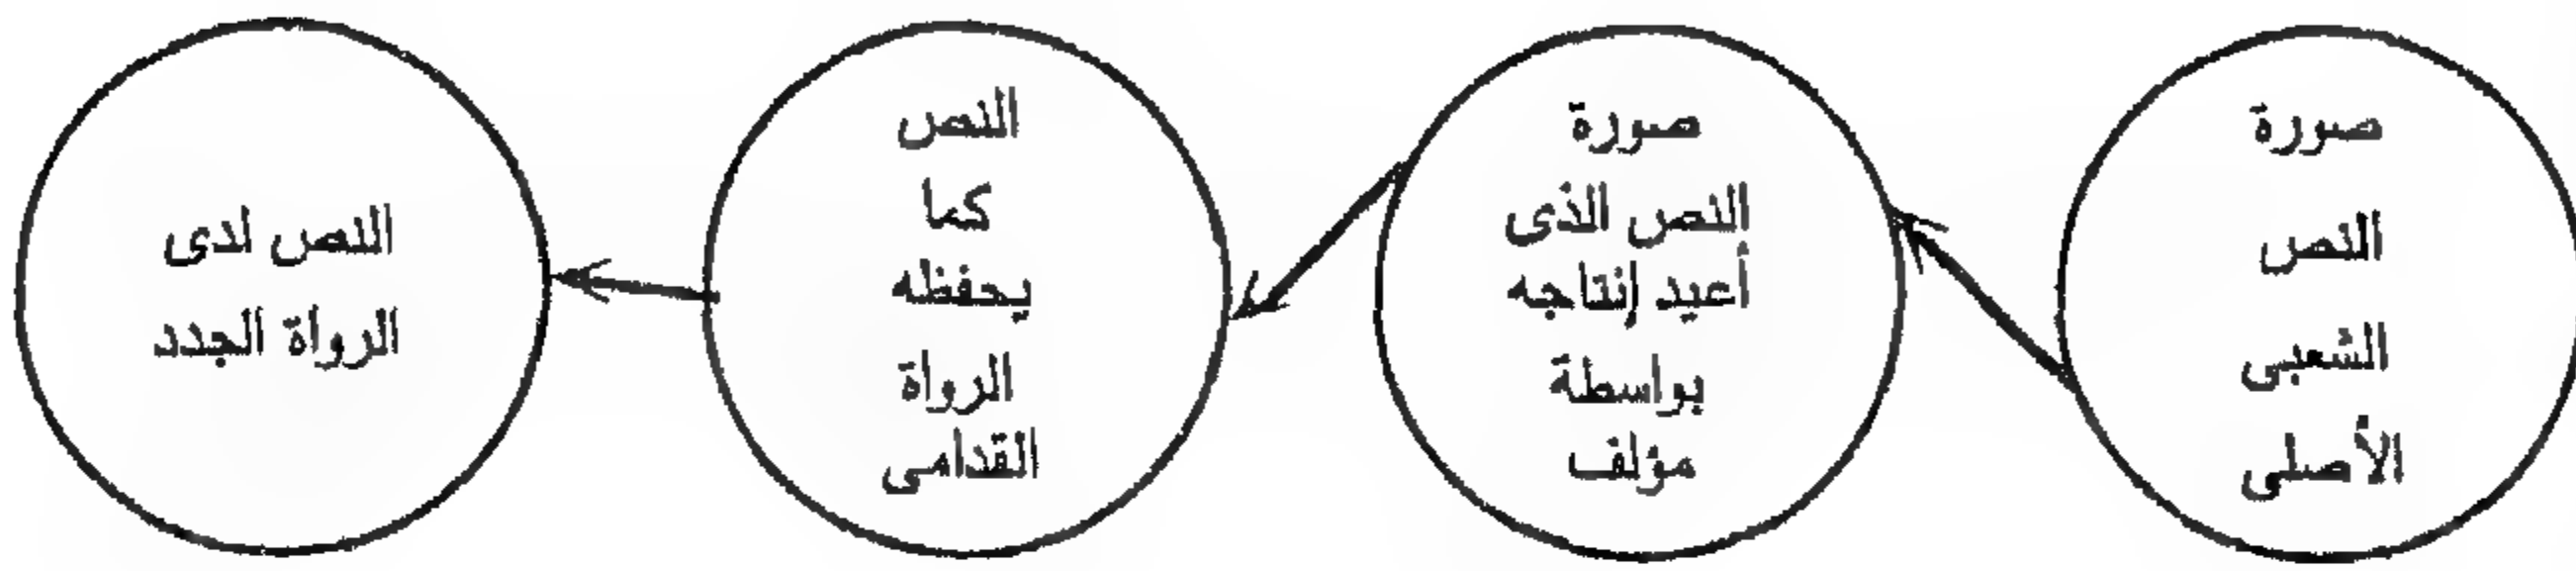 صورة
النص
الشعبى
الأصلى
صورة
النص الذى
أعيد إنتاجه
بواسطة
مؤلف
النص
كما
يحفظه
الرواة
القدامى
النص لدى
الرواة الجدد